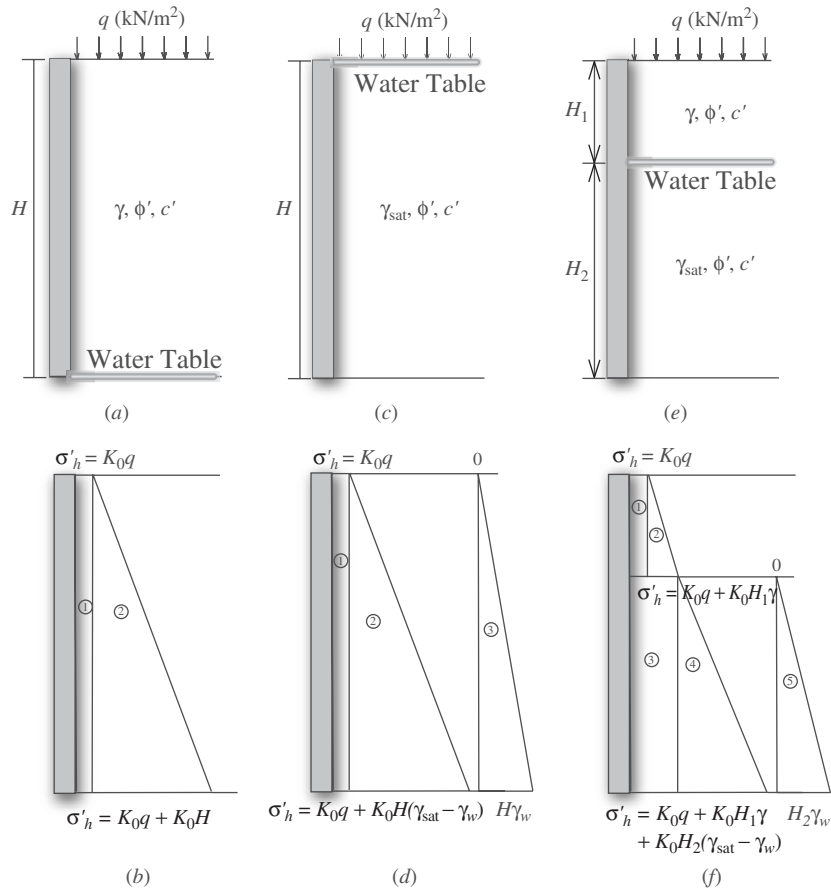 q (kN/m²) q (kN/m²) q (kN/m²)
Water Table
H₁
γ, ϕ′, c′
Water Table
H
γ, ϕ′, c′
H
γsat, ϕ′, c′
H₂
γsat, ϕ′, c′
Water Table
(a) (c) (e)
σ′h = K₀q
σ′h = K₀q 0
σ′h = K₀q
① ②
① ② ③
① ②
0
σ′h = K₀q + K₀H₁γ
③ ④ ⑤
σ′h = K₀q + K₀H
σ′h = K₀q + K₀H(γsat – γw) Hγw
σ′h = K₀q + K₀H₁γ H₂γw
+ K₀H₂(γsat – γw)
(b) (d) (f)